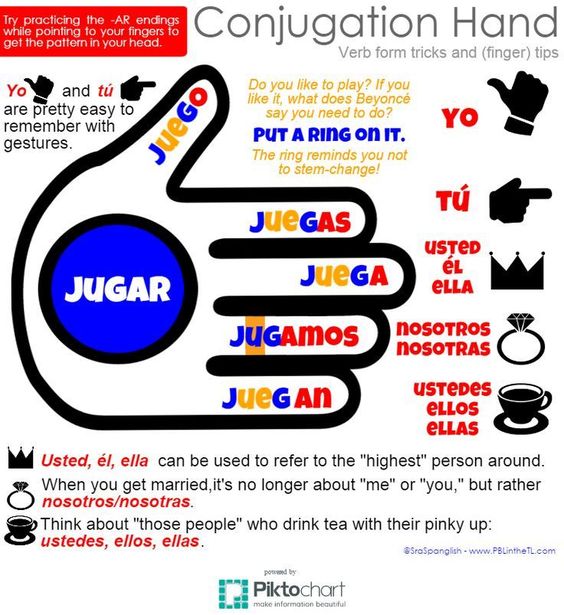 Try practicing the -AR endings
while pointing to your fingers to
get the pattern in your head.
Conjugation Hand
Verb form tricks and (finger) tips
Yo and tú
are pretty easy to
remember with
gestures.
Do you like to play? If you
like it, what does Beyoncé
say you need to do?
PUT A RING ON IT.
The ring reminds you not
to stem-change!
JUEGO
YO
JUEGAS
TÚ
JUGAR
JUEGA
USTED
ÉL
ELLA
JUGAMOS
NOSOTROS
NOSOTRAS
JUEGAN
USTEDES
ELLOS
ELLAS
Usted, él, ella can be used to refer to the "highest" person around.
When you get married,it's no longer about "me" or "you," but rather
nosotros/nosotras.
Think about "those people" who drink tea with their pinky up:
ustedes, ellos, ellas.
@SraSpanglish - www.PBLintheTL.com
powered by
Piktochart
make information beautiful